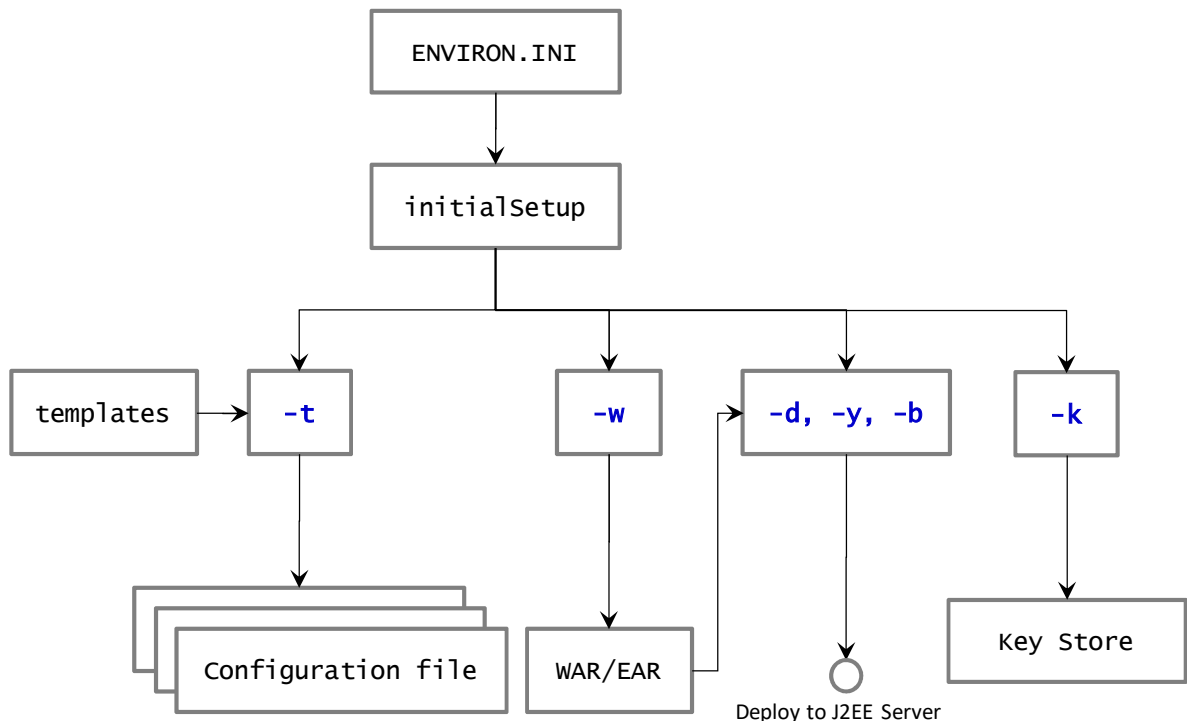 ENVIRON.INI
initialSetup
templates
-t
-w
-d, -y, -b
-k
Configuration file
WAR/EAR
Key Store
Deploy to J2EE Server